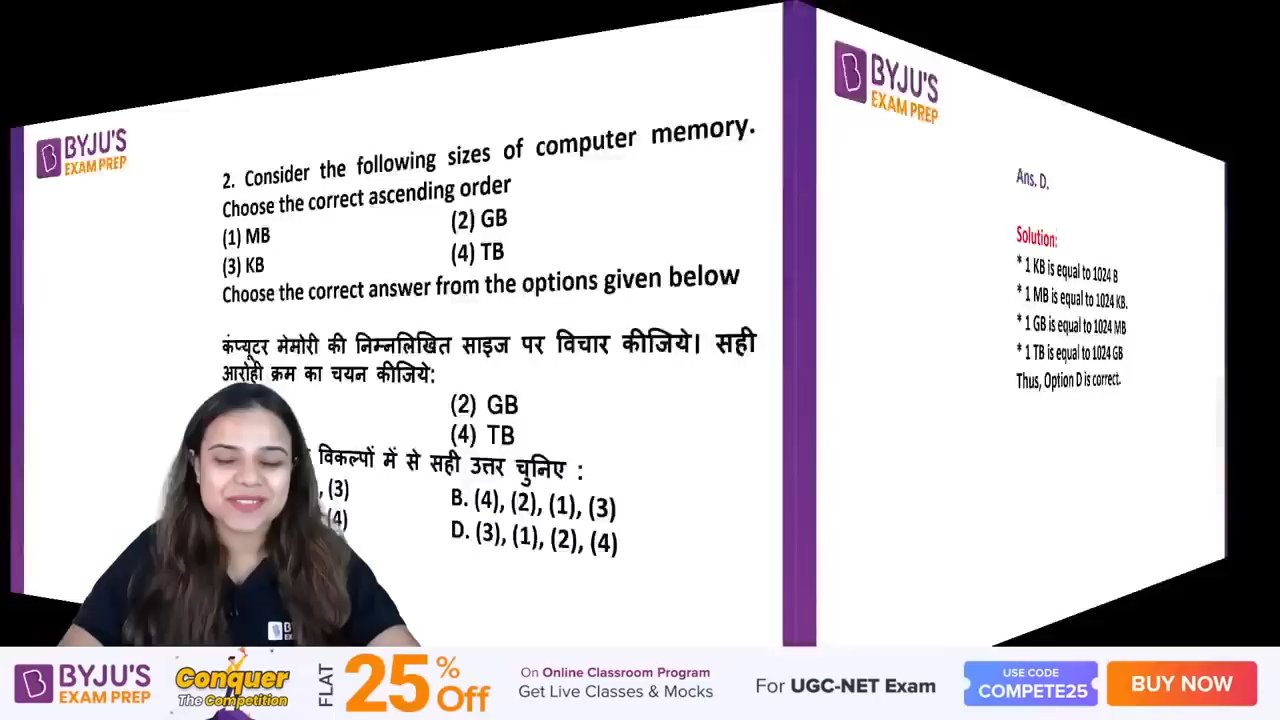 BYJU'S
EXAM PREP
2. Consider the following sizes of computer memory.
Choose the correct ascending order
(1) MB (2) GB
(3) KB (4) TB
Choose the correct answer from the options given below
कंप्यूटर मेमोरी की निम्नलिखित साइज पर विचार कीजिये। सही
आरोही क्रम का चयन कीजिये:
(2) GB
(4) TB
विकल्पों में से सही उत्तर चुनिए :
, (3) B. (4), (2), (1), (3)
(4) D. (3), (1), (2), (4)
BYJU'S
EXAM PREP
Ans. D.
Solution:
* 1 KB is equal to 1024 B
* 1 MB is equal to 1024 KB.
* 1 GB is equal to 1024 MB
* 1 TB is equal to 1024 GB
Thus, Option D is correct.
BYJU'S
EXAM PREP
Conquer
The Competition
FLAT
25%
Off
On Online Classroom Program
Get Live Classes & Mocks
For UGC-NET Exam
USE CODE
COMPETE25
BUY NOW